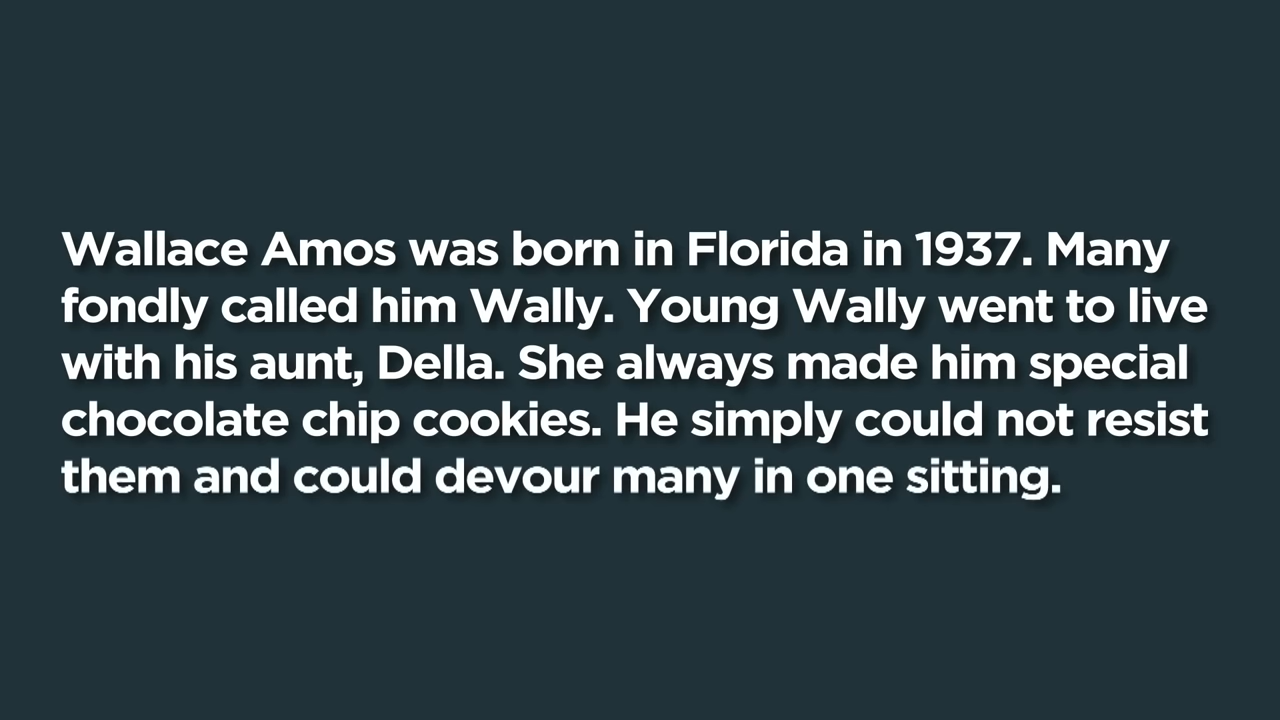 Wallace Amos was born in Florida in 1937. Many
fondly called him Wally. Young Wally went to live
with his aunt, Della. She always made him special
chocolate chip cookies. He simply could not resist
them and could devour many in one sitting.